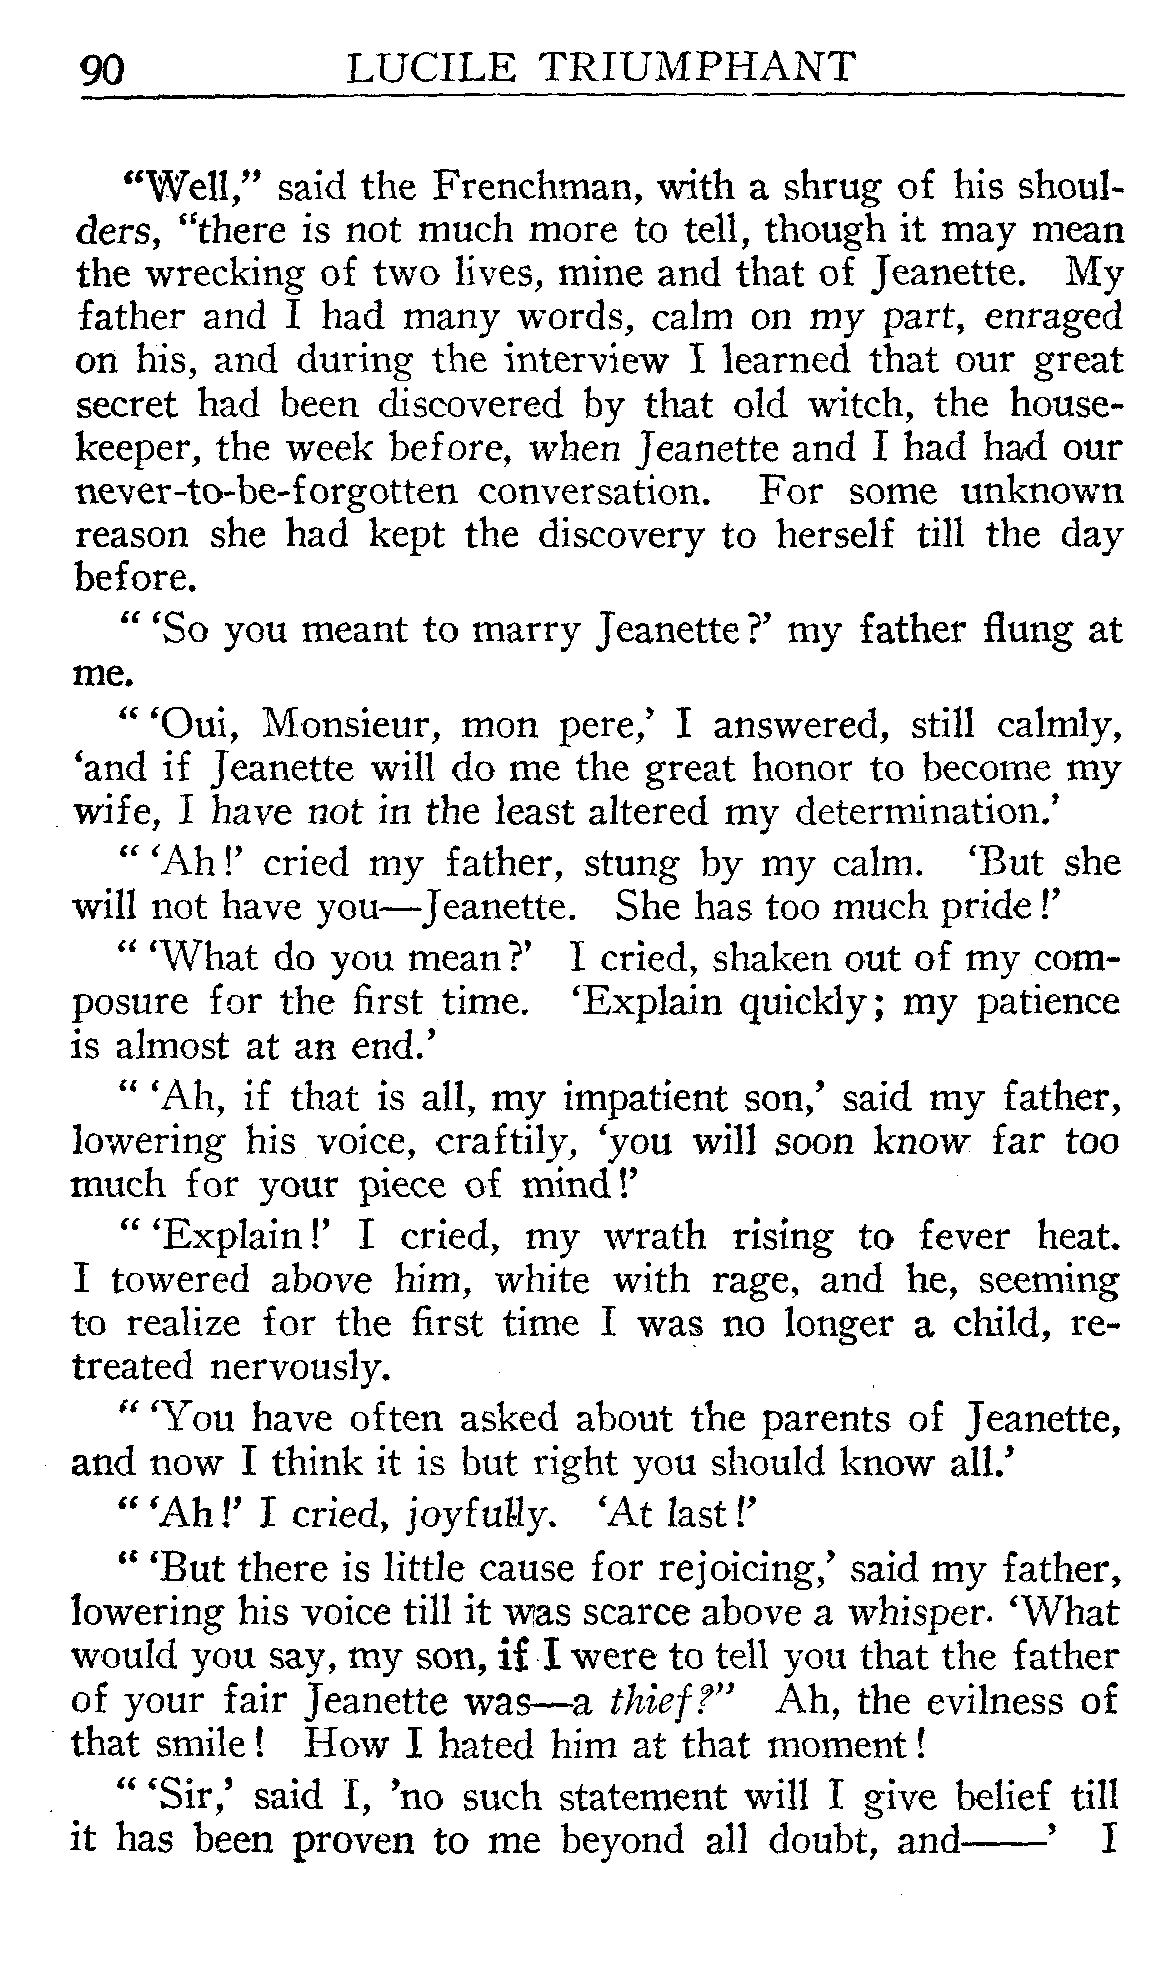 90 LUCILE TRIUMPHANT
“Well,” said the Frenchman, with a shrug of his shoul-
ders, “there is not much more to tell, though it may mean
the wrecking of two lives, mine and that of Jeanette. My
father and I had many words, calm on my part, enraged
on his, and during the interview I learned that our great
secret had been discovered by that old witch, the house-
keeper, the week before, when Jeanette and I had had our
never-to-be-forgotten conversation. For some unknown
reason she had kept the discovery to herself till the day
before.
“ ‘So you meant to marry Jeanette?’ my father flung at
me.
“ ‘Oui, Monsieur, mon pere,’ I answered, still calmly,
‘and if Jeanette will do me the great honor to become my
wife, I have not in the least altered my determination.’
“ ‘Ah!’ cried my father, stung by my calm. ‘But she
will not have you—Jeanette. She has too much pride!’
“ ‘What do you mean?’ I cried, shaken out of my com-
posure for the first time. ‘Explain quickly; my patience
is almost at an end.’
“ ‘Ah, if that is all, my impatient son,’ said my father,
lowering his voice, craftily, ‘you will soon know far too
much for your piece of mind!’
“ ‘Explain!’ I cried, my wrath rising to fever heat.
I towered above him, white with rage, and he, seeming
to realize for the first time I was no longer a child, re-
treated nervously.
“ ‘You have often asked about the parents of Jeanette,
and now I think it is but right you should know all.’
“ ‘Ah!’ I cried, joyfully. ‘At last!’
“ ‘But there is little cause for rejoicing,’ said my father,
lowering his voice till it was scarce above a whisper. ‘What
would you say, my son, if I were to tell you that the father
of your fair Jeanette was—a thief?” Ah, the evilness of
that smile! How I hated him at that moment!
“ ‘Sir,’ said I, ’no such statement will I give belief till
it has been proven to me beyond all doubt, and——’ I